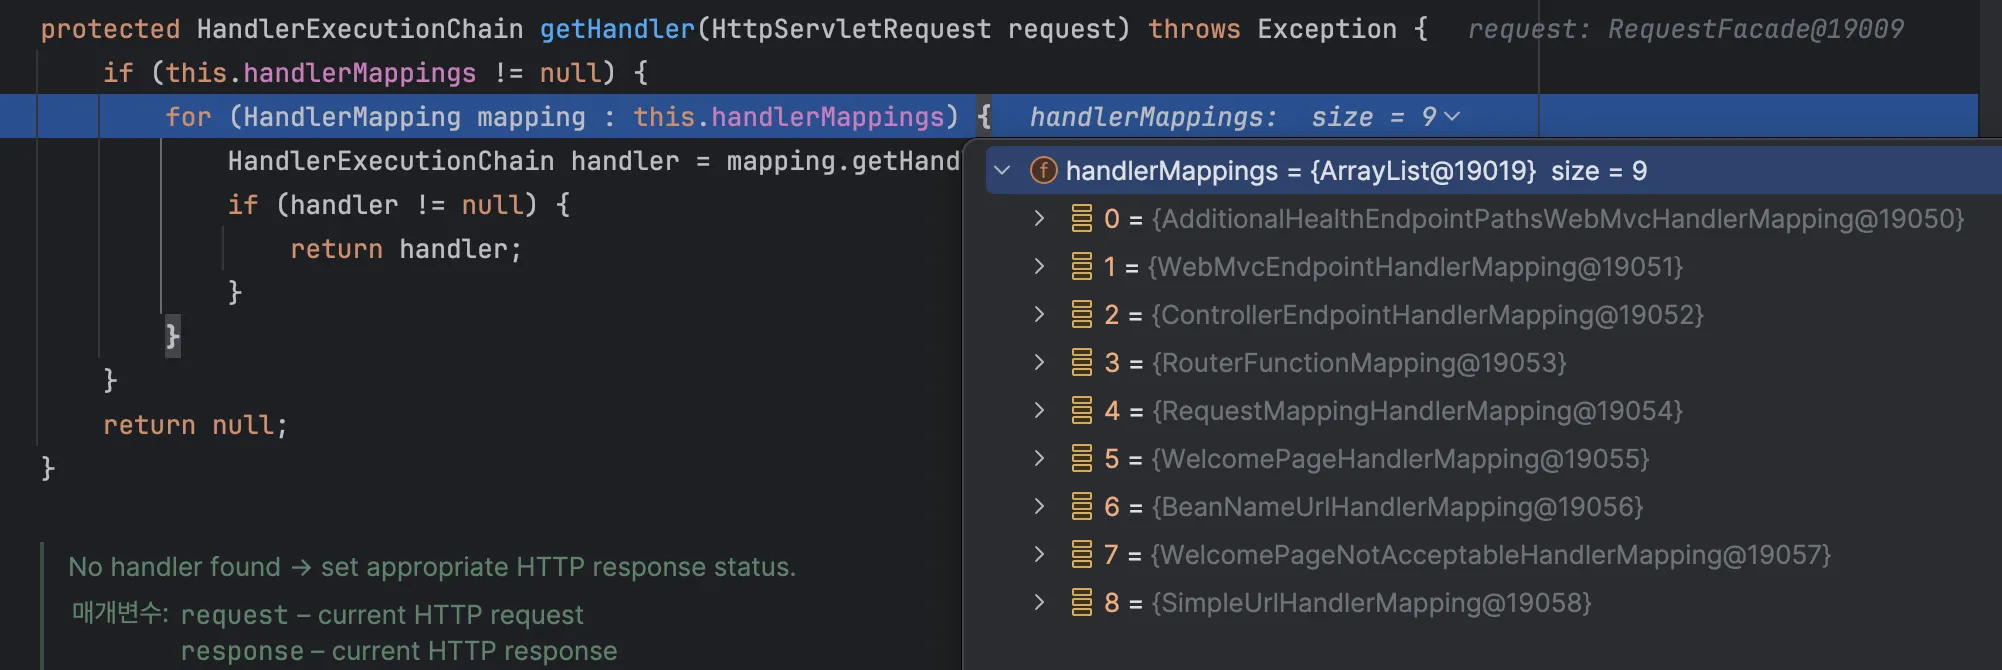 protected HandlerExecutionChain getHandler(HttpServletRequest request) throws Exception {   request: RequestFacade@19009
if (this.handlerMappings != null) {
for (HandlerMapping mapping : this.handlerMappings) {   handlerMappings:  size = 9
HandlerExecutionChain handler = mapping.getHand
if (handler != null) {
return handler;
}
}
}
return null;
}
No handler found → set appropriate HTTP response status.
매개변수: request – current HTTP request
response – current HTTP response
f handlerMappings = {ArrayList@19019} size = 9
0 = {AdditionalHealthEndpointPathsWebMvcHandlerMapping@19050}
1 = {WebMvcEndpointHandlerMapping@19051}
2 = {ControllerEndpointHandlerMapping@19052}
3 = {RouterFunctionMapping@19053}
4 = {RequestMappingHandlerMapping@19054}
5 = {WelcomePageHandlerMapping@19055}
6 = {BeanNameUrlHandlerMapping@19056}
7 = {WelcomePageNotAcceptableHandlerMapping@19057}
8 = {SimpleUrlHandlerMapping@19058}